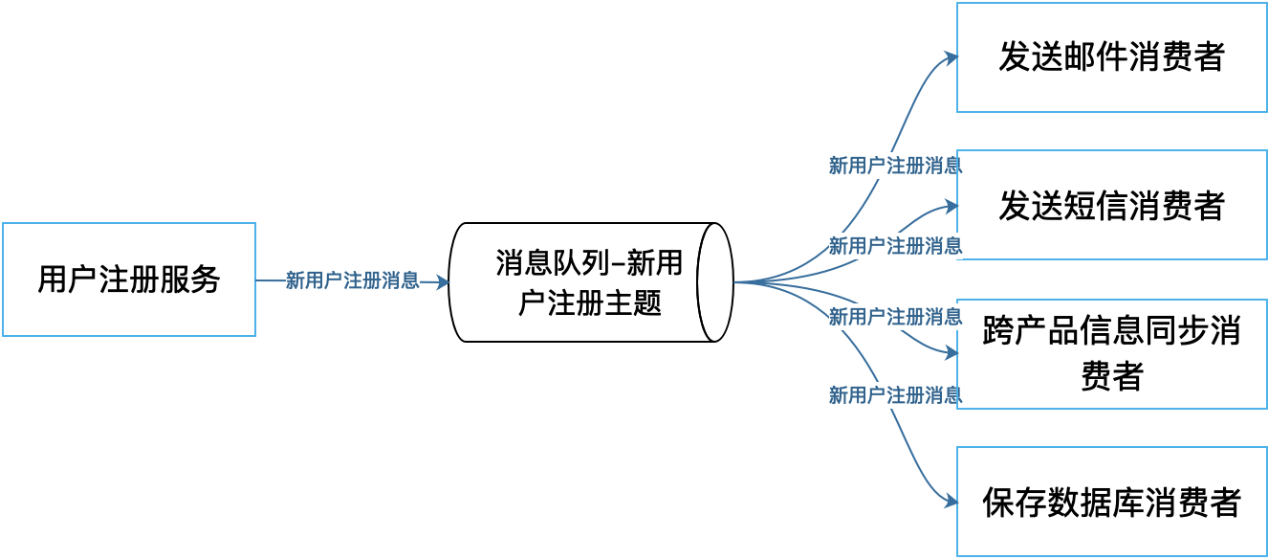 用户注册服务
新用户注册消息
消息队列–新用
户注册主题
新用户注册消息
新用户注册消息
新用户注册消息
新用户注册消息
发送邮件消费者
发送短信消费者
跨产品信息同步消
费者
保存数据库消费者